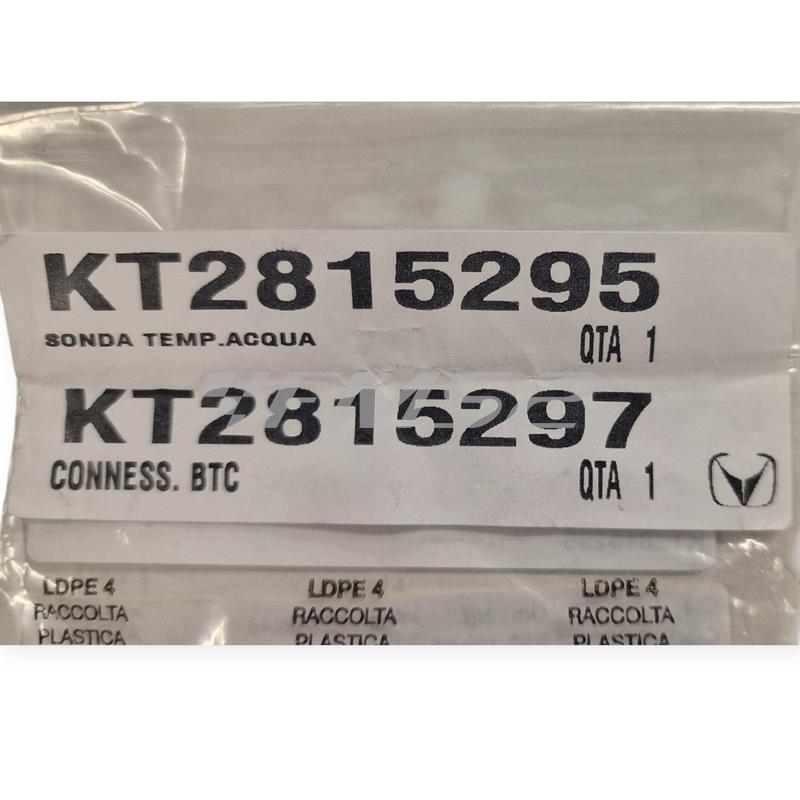 KT2815295
SONDA TEMP.ACQUA QTA 1
KT2815297
CONNESS. BTC QTA 1
LDPE 4 LDPE 4 LDPE 4
RACCOLTA RACCOLTA RACCOLTA
PLASTICA PLASTICA PLASTICA